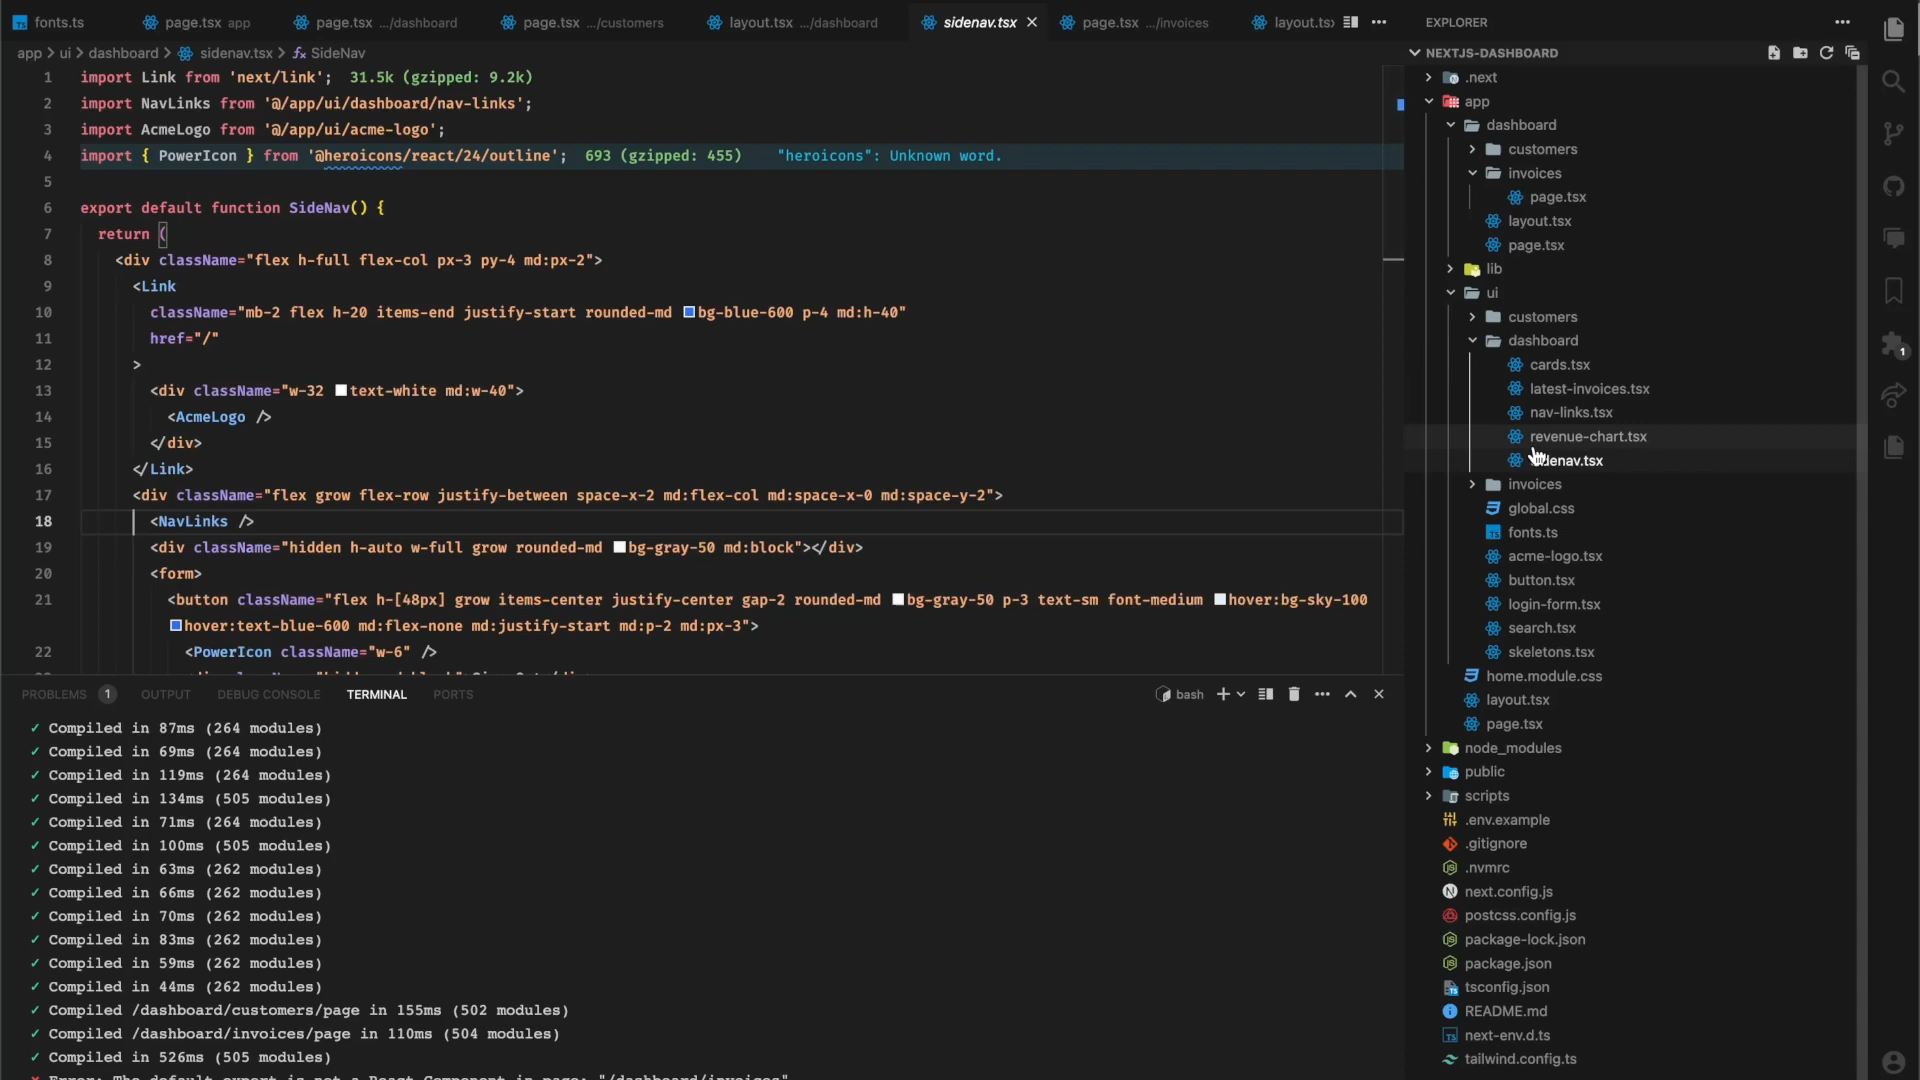 fonts.ts
page.tsx app
page.tsx .../dashboard
page.tsx .../customers
layout.tsx .../dashboard
sidenav.tsx
page.tsx .../invoices
layout.tsx
app > ui > dashboard > sidenav.tsx > SideNav
1 import Link from 'next/link'; 31.5k (gzipped: 9.2k)
2 import NavLinks from '@/app/ui/dashboard/nav-links';
3 import AcmeLogo from '@/app/ui/acme-logo';
4 import { PowerIcon } from '@heroicons/react/24/outline'; 693 (gzipped: 455) "heroicons": Unknown word.
5
6 export default function SideNav() {
7 return (
8 <div className="flex h-full flex-col px-3 py-4 md:px-2">
9 <Link
10 className="mb-2 flex h-20 items-end justify-start rounded-md bg-blue-600 p-4 md:h-40"
11 href="/"
12 >
13 <div className="w-32 text-white md:w-40">
14 <AcmeLogo />
15 </div>
16 </Link>
17 <div className="flex grow flex-row justify-between space-x-2 md:flex-col md:space-x-0 md:space-y-2">
18 <NavLinks />
19 <div className="hidden h-auto w-full grow rounded-md bg-gray-50 md:block"></div>
20 <form>
21 <button className="flex h-[48px] grow items-center justify-center gap-2 rounded-md bg-gray-50 p-3 text-sm font-medium hover:bg-sky-100
hover:text-blue-600 md:flex-none md:justify-start md:p-2 md:px-3">
22 <PowerIcon className="w-6" />
PROBLEMS 1 OUTPUT DEBUG CONSOLE TERMINAL PORTS
bash
✓ Compiled in 87ms (264 modules)
✓ Compiled in 69ms (264 modules)
✓ Compiled in 119ms (264 modules)
✓ Compiled in 134ms (505 modules)
✓ Compiled in 71ms (264 modules)
✓ Compiled in 100ms (505 modules)
✓ Compiled in 63ms (262 modules)
✓ Compiled in 66ms (262 modules)
✓ Compiled in 70ms (262 modules)
✓ Compiled in 83ms (262 modules)
✓ Compiled in 59ms (262 modules)
✓ Compiled in 44ms (262 modules)
✓ Compiled /dashboard/customers/page in 155ms (502 modules)
✓ Compiled /dashboard/invoices/page in 110ms (504 modules)
✓ Compiled in 526ms (505 modules)
Error: The default export is not a React Component in page: "/dashboard/invoices"
EXPLORER
NEXTJS-DASHBOARD
.next
app
dashboard
customers
invoices
page.tsx
layout.tsx
page.tsx
lib
ui
customers
dashboard
cards.tsx
latest-invoices.tsx
nav-links.tsx
revenue-chart.tsx
denav.tsx
invoices
global.css
fonts.ts
acme-logo.tsx
button.tsx
login-form.tsx
search.tsx
skeletons.tsx
home.module.css
layout.tsx
page.tsx
node_modules
public
scripts
.env.example
.gitignore
.nvmrc
next.config.js
postcss.config.js
package-lock.json
package.json
tsconfig.json
README.md
next-env.d.ts
tailwind.config.ts
1